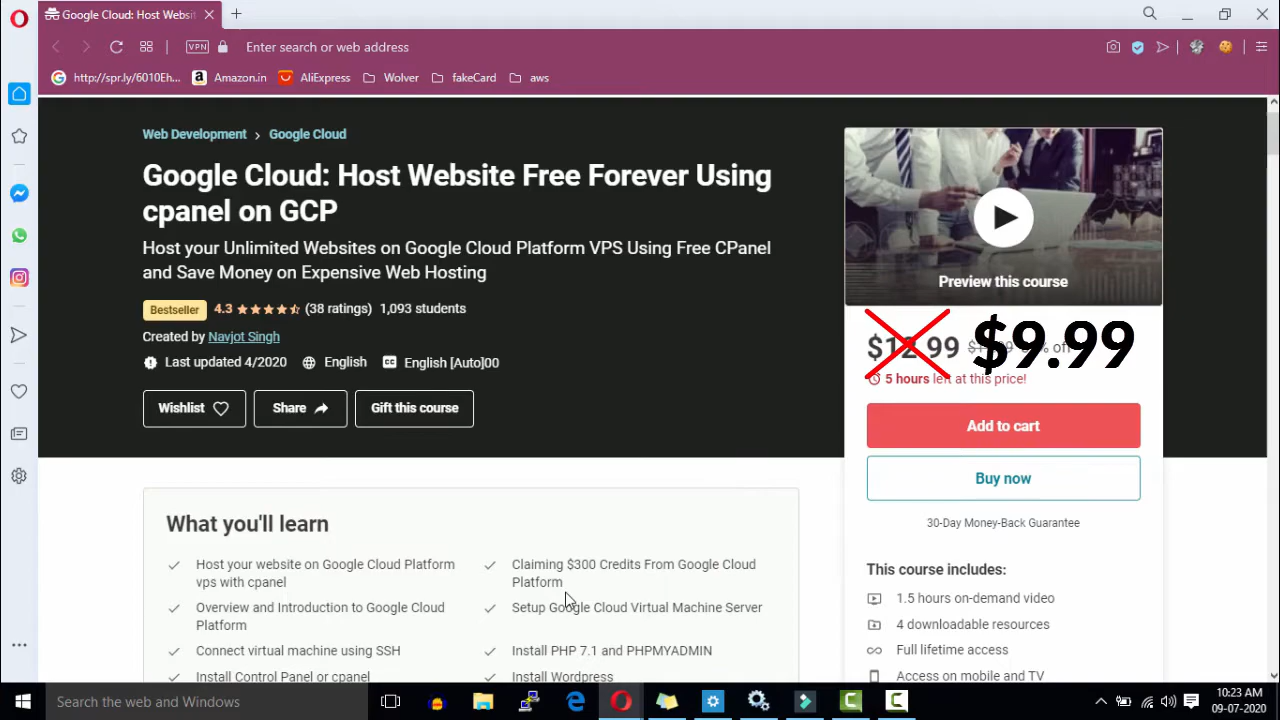 Google Cloud: Host Websit
VPN
Enter search or web address
http://spr.ly/6010Eh...
Amazon.in
AliExpress
Wolver
fakeCard
aws
Web Development > Google Cloud
Google Cloud: Host Website Free Forever Using
cpanel on GCP
Host your Unlimited Websites on Google Cloud Platform VPS Using Free CPanel
and Save Money on Expensive Web Hosting
Bestseller 4.3 (38 ratings) 1,093 students
Created by Navjot Singh
Last updated 4/2020 English CC English [Auto]00
Wishlist
Share
Gift this course
Preview this course
$12.99 $9.99
5 hours left at this price!
Add to cart
Buy now
30-Day Money-Back Guarantee
This course includes:
1.5 hours on-demand video
4 downloadable resources
Full lifetime access
Access on mobile and TV
What you'll learn
Host your website on Google Cloud Platform
vps with cpanel
Overview and Introduction to Google Cloud
Platform
Connect virtual machine using SSH
Install Control Panel or cpanel
Claiming $300 Credits From Google Cloud
Platform
Setup Google Cloud Virtual Machine Server
Install PHP 7.1 and PHPMYADMIN
Install Wordpress
Search the web and Windows
10:23 AM
09-07-2020